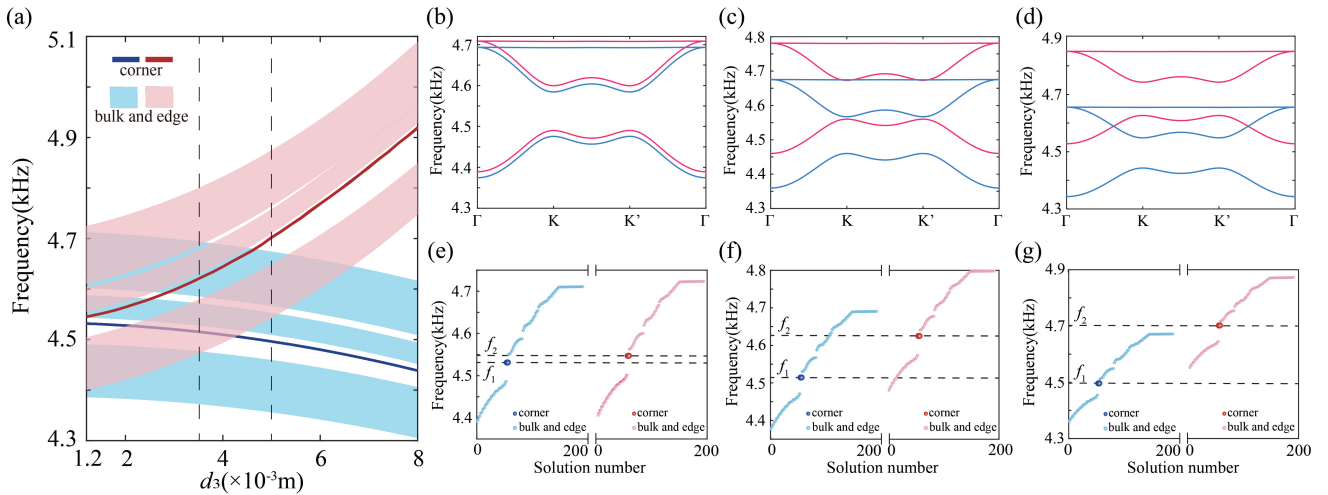 (a)
5.1
4.9
4.7
4.5
4.3
Frequency(kHz)
corner
bulk and edge
1.2 2 4 6 8
d₃(×10⁻³m)
(b)
4.7
4.6
4.5
4.4
4.3
Frequency(kHz)
Γ K K' Γ
(c)
4.8
4.7
4.6
4.5
4.4
4.3
Frequency(kHz)
Γ K K' Γ
(d)
4.9
4.7
4.5
4.3
Frequency(kHz)
Γ K K' Γ
(e)
4.7
4.6
4.5
4.4
Frequency(kHz)
f₂
f₁
corner corner
bulk and edge bulk and edge
0 200 0 200
Solution number
(f)
4.8
4.7
4.6
4.5
4.4
4.3
Frequency(kHz)
f₂
f₁
corner corner
bulk and edge bulk and edge
0 200 0 200
Solution number
(g)
4.9
4.7
4.5
4.3
Frequency(kHz)
f₂
f₁
corner corner
bulk and edge bulk and edge
0 200 0 200
Solution number